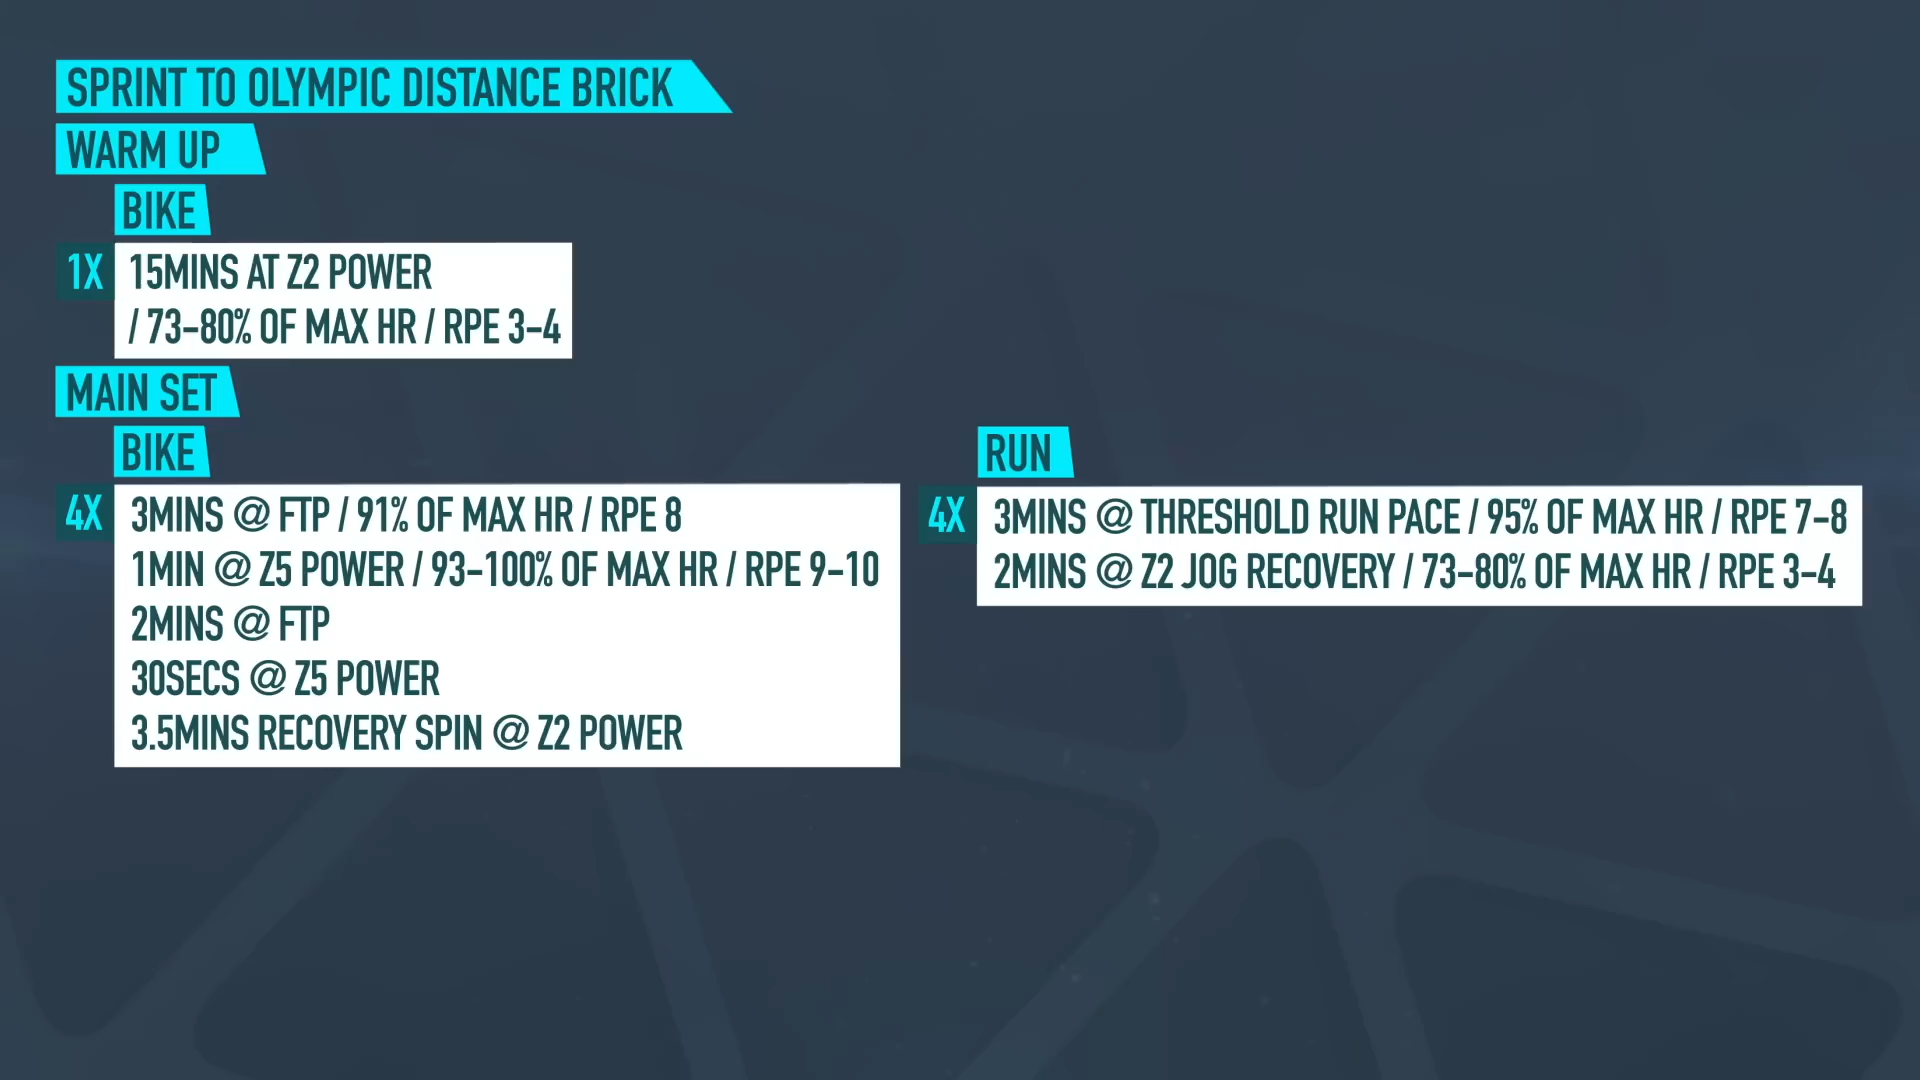 SPRINT TO OLYMPIC DISTANCE BRICK
WARM UP
BIKE
1X 15MINS AT Z2 POWER
/ 73-80% OF MAX HR / RPE 3-4
MAIN SET
BIKE
4X 3MINS @ FTP / 91% OF MAX HR / RPE 8
1MIN @ Z5 POWER / 93-100% OF MAX HR / RPE 9-10
2MINS @ FTP
30SECS @ Z5 POWER
3.5MINS RECOVERY SPIN @ Z2 POWER
RUN
4X 3MINS @ THRESHOLD RUN PACE / 95% OF MAX HR / RPE 7-8
2MINS @ Z2 JOG RECOVERY / 73-80% OF MAX HR / RPE 3-4